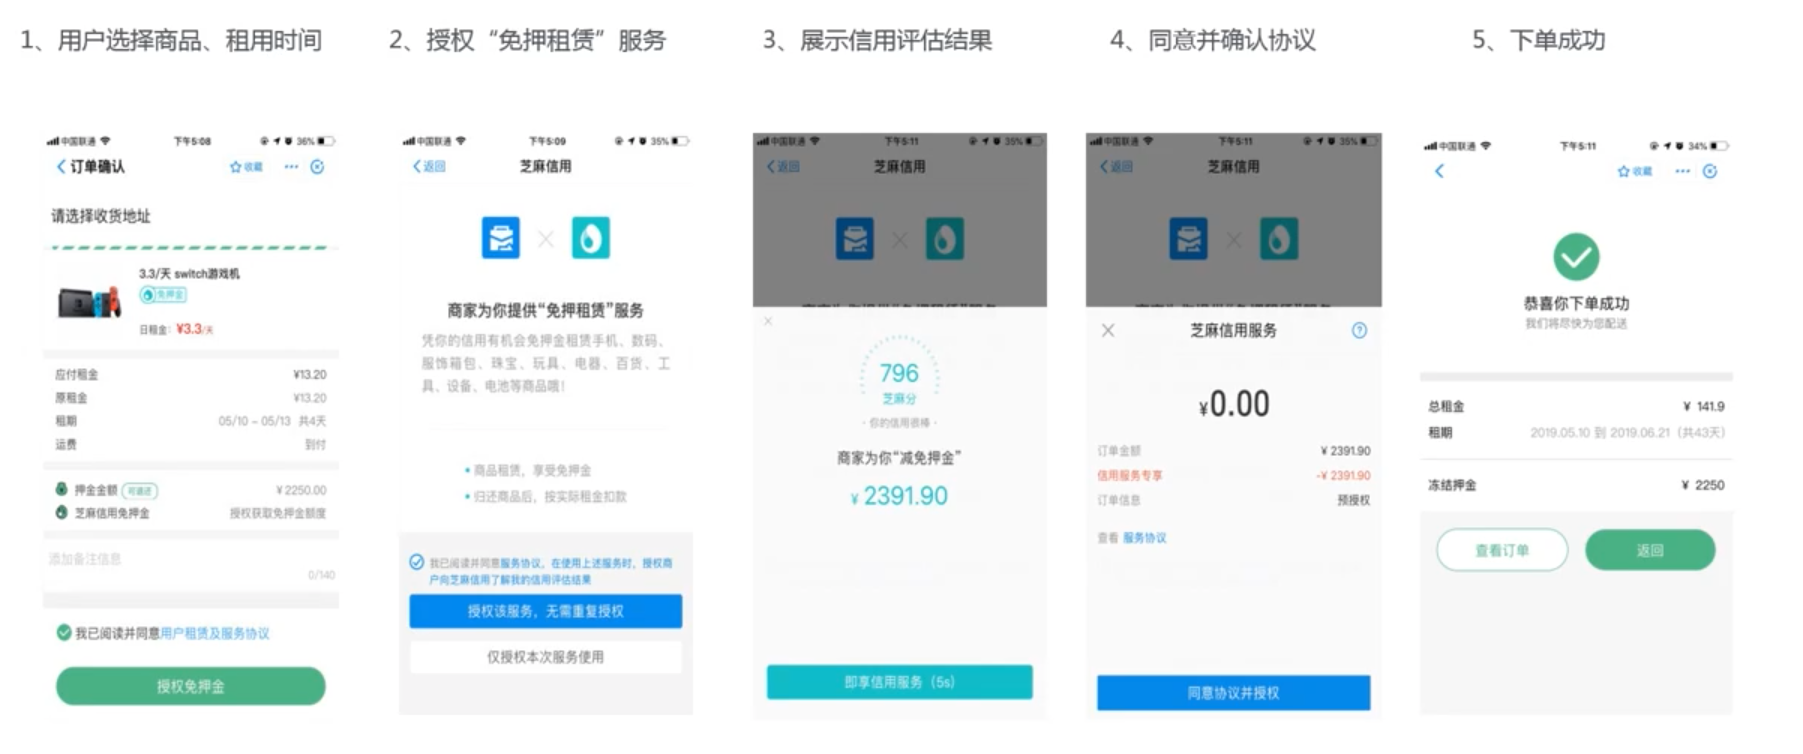 1、用户选择商品、租用时间
2、授权“免押租赁”服务
3、展示信用评估结果
4、同意并确认协议
5、下单成功
中国联通
下午5:08
36%
订单确认
收藏
请选择收货地址
3.3/天 switch游戏机
免押金
日租金：¥3.3/天
应付租金 ¥13.20
原租金 ¥13.20
租期 05/10 ~ 05/13 共4天
运费 到付
押金金额 可退还 ¥2250.00
芝麻信用免押金 授权获取免押金额度
添加备注信息
0/140
我已阅读并同意用户租赁及服务协议
授权免押金
中国联通
下午5:09
35%
返回
芝麻信用
商家为你提供“免押租赁”服务
凭你的信用有机会免押金租赁手机、数码、
服饰箱包、珠宝、玩具、电器、百货、工
具、设备、电池等商品哦！
• 商品租赁，享受免押金
• 归还商品后，按实际租金扣款
我已阅读并同意服务协议，在使用上述服务时，授权商
户向芝麻信用了解我的信用评估结果
授权该服务，无需重复授权
仅授权本次服务使用
中国联通
下午5:11
35%
返回
芝麻信用
796
芝麻分
· 你的信用很棒 ·
商家为你“减免押金”
¥ 2391.90
即享信用服务（5s）
中国联通
下午5:11
35%
返回
芝麻信用
芝麻信用服务
¥0.00
订单金额 ¥ 2391.90
信用服务专享 -¥ 2391.90
订单信息 预授权
查看 服务协议
同意协议并授权
中国联通
下午5:11
34%
收藏
恭喜你下单成功
我们将尽快为您配送
总租金 ¥ 141.9
租期 2019.05.10 到 2019.06.21（共43天）
冻结押金 ¥ 2250
查看订单
返回